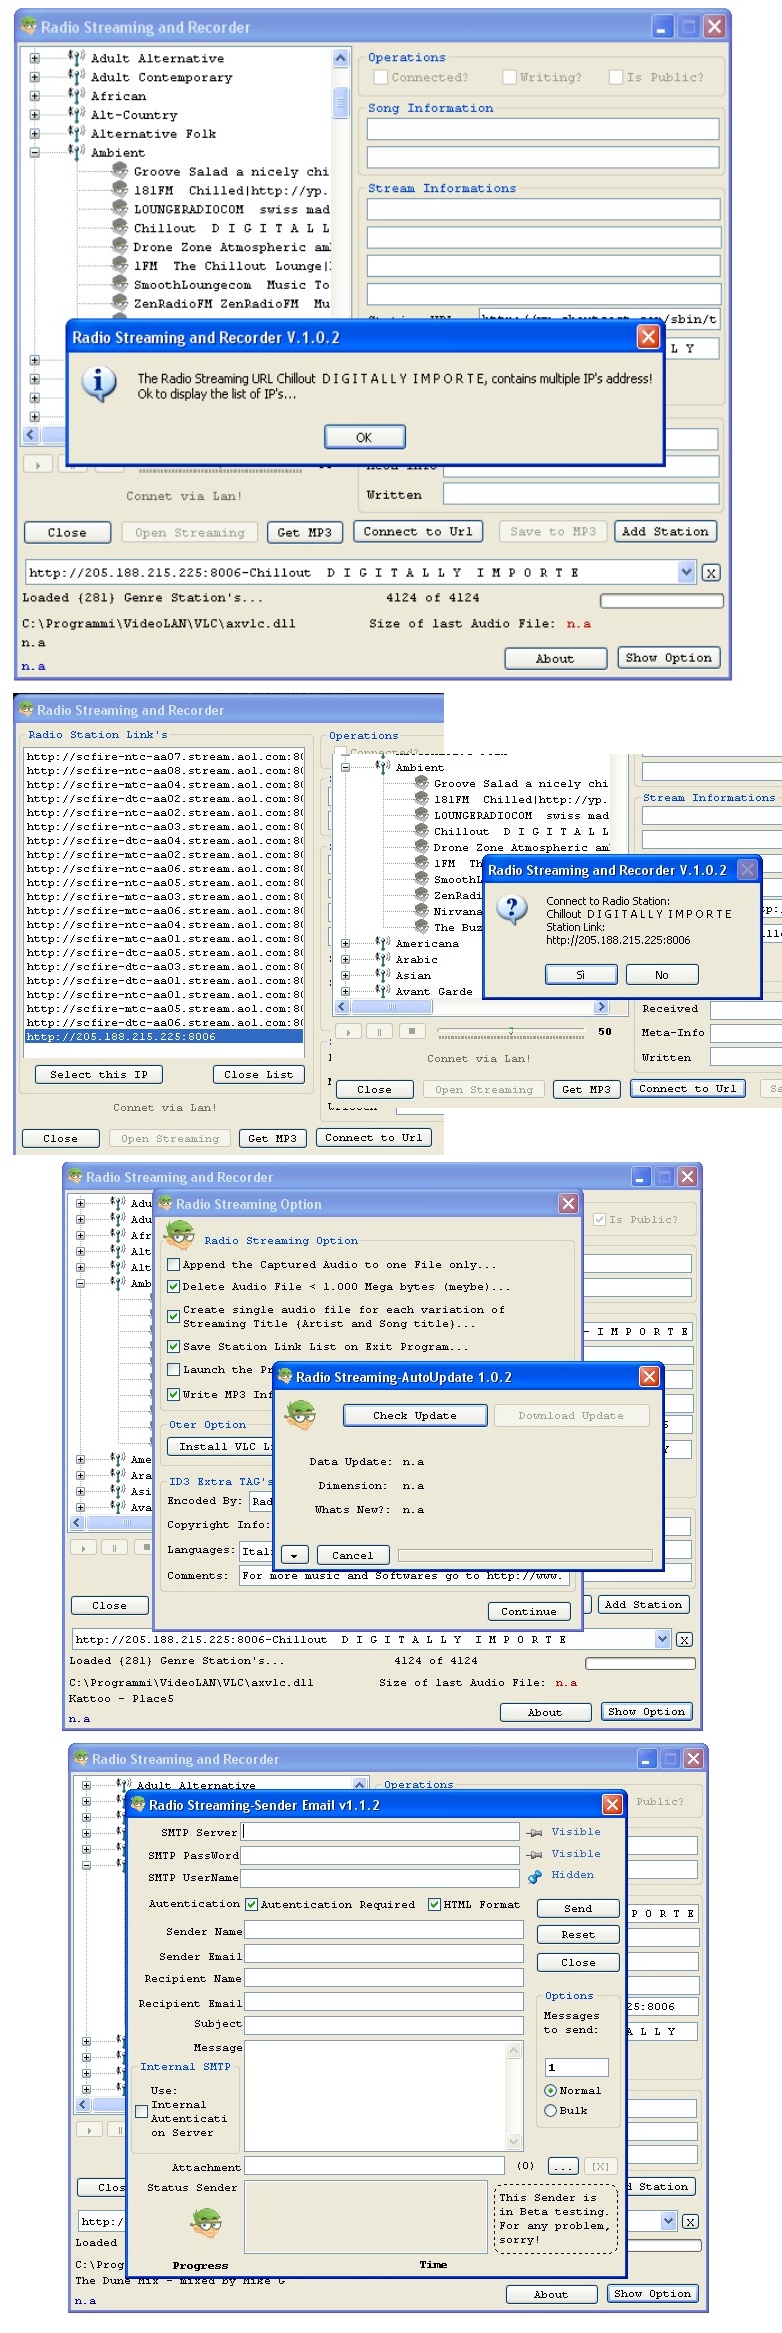 Radio Streaming and Recorder
Adult Alternative
Adult Contemporary
African
Alt-Country
Alternative Folk
Ambient
Groove Salad a nicely chi
181FM Chilled|http://yp.
LOUNGERADIOCOM swiss mad
Chillout D I G I T A L L
Drone Zone Atmospheric am
1FM The Chillout Lounge|
SmoothLoungecom Music To
ZenRadioFM ZenRadioFM Mu
Operations
Connected? Writing? Is Public?
Song Information
Stream Informations
/sbin/t
L Y
Radio Streaming and Recorder V.1.0.2
The Radio Streaming URL Chillout D I G I T A L L Y I M P O R T E, contains multiple IP's address!
Ok to display the list of IP's...
OK
Written
Connet via Lan!
Close Open Streaming Get MP3 Connect to Url Save to MP3 Add Station
http://205.188.215.225:8006-Chillout D I G I T A L L Y I M P O R T E X
Loaded {281} Genre Station's... 4124 of 4124
C:\Programmi\VideoLAN\VLC\axvlc.dll Size of last Audio File: n.a
n.a
n.a About Show Option
Radio Streaming and Recorder
Radio Station Link's
http://scfire-ntc-aa07.stream.aol.com:80
http://scfire-ntc-aa08.stream.aol.com:80
http://scfire-mtc-aa04.stream.aol.com:80
http://scfire-dtc-aa02.stream.aol.com:80
http://scfire-ntc-aa02.stream.aol.com:80
http://scfire-ntc-aa03.stream.aol.com:80
http://scfire-dtc-aa04.stream.aol.com:80
http://scfire-mtc-aa02.stream.aol.com:80
http://scfire-ntc-aa06.stream.aol.com:80
http://scfire-ntc-aa05.stream.aol.com:80
http://scfire-mtc-aa03.stream.aol.com:80
http://scfire-ntc-aa04.stream.aol.com:80
http://scfire-mtc-aa06.stream.aol.com:80
http://scfire-mtc-aa01.stream.aol.com:80
http://scfire-dtc-aa05.stream.aol.com:80
http://scfire-dtc-aa03.stream.aol.com:80
http://scfire-ntc-aa01.stream.aol.com:80
http://scfire-dtc-aa01.stream.aol.com:80
http://scfire-mtc-aa05.stream.aol.com:80
http://scfire-dtc-aa06.stream.aol.com:80
http://205.188.215.225:8006
Select this IP Close List
Connet via Lan!
Close Open Streaming Get MP3 Connect to Url
Operations
Ambient
Groove Salad a nicely chi
181FM Chilled|http://yp.
LOUNGERADIOCOM swiss mad
Chillout D I G I T A L L
Drone Zone Atmospheric am
1FM Th
SmoothL
ZenRadi
Nirvana
The Buz
Americana
Arabic
Asian
Avant Garde
Stream Informations
Radio Streaming and Recorder V.1.0.2
Connect to Radio Station:
Chillout D I G I T A L L Y I M P O R T E
Station Link:
http://205.188.215.225:8006
Sì No
Received
Meta-Info
Written
50
Connet via Lan!
Close Open Streaming Get MP3 Connect to Url Sa
Radio Streaming and Recorder
Adu
Adu
Afr
Alt
Alt
Amb
Ame
Ara
Asi
Ava
Is Public?
- I M P O R T E
Radio Streaming Option
Radio Streaming Option
Append the Captured Audio to one File only...
Delete Audio File < 1.000 Mega bytes (meybe)...
Create single audio file for each variation of
Streaming Title {Artist and Song title}...
Save Station Link List on Exit Program...
Launch the Pr
Write MP3 Inf
Oter Option
Install VLC L
ID3 Extra TAG's
Encoded By: Rad
Copyright Info:
Languages: Ital
Comments: For more music and Softwares go to http://www.
Continue
Radio Streaming-AutoUpdate 1.0.2
Check Update Download Update
Data Update: n.a
Dimension: n.a
Whats New?: n.a
Cancel
Close Add Station
http://205.188.215.225:8006-Chillout D I G I T A L L Y I M P O R T E X
Loaded {281} Genre Station's... 4124 of 4124
C:\Programmi\VideoLAN\VLC\axvlc.dll Size of last Audio File: n.a
Kattoo - Place5
n.a About Show Option
Radio Streaming and Recorder
Adult Alternative Operations
Public?
P O R T E
25:8006
A L L Y
Radio Streaming-Sender Email v1.1.2
SMTP Server Visible
SMTP PassWord Visible
SMTP UserName Hidden
Autentication Autentication Required HTML Format Send
Sender Name Reset
Sender Email Close
Recipient Name
Recipient Email
Subject
Message
Options
Messages
to send:
1
Normal
Bulk
Internal SMTP
Use:
Internal
Autenticati
on Server
Attachment (0) ... [X]
Status Sender
This Sender is
in Beta testing.
For any problem,
sorry!
Progress Time
Clos d Station
http:/ X
Loaded
C:\Prog
The Dune Mix - mixed by Mike G
n.a About Show Option